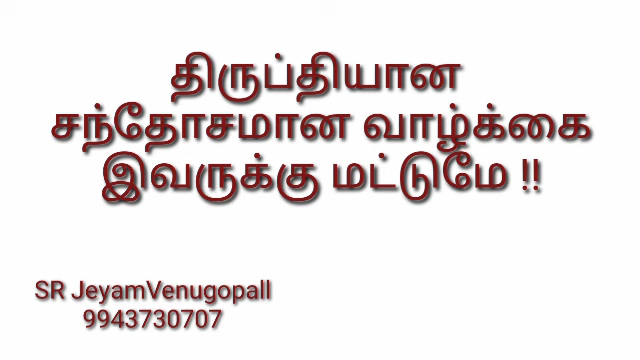 திருப்தியான
சந்தோசமான வாழ்க்கை
இவருக்கு மட்டுமே !!
SR JeyamVenugopall
9943730707